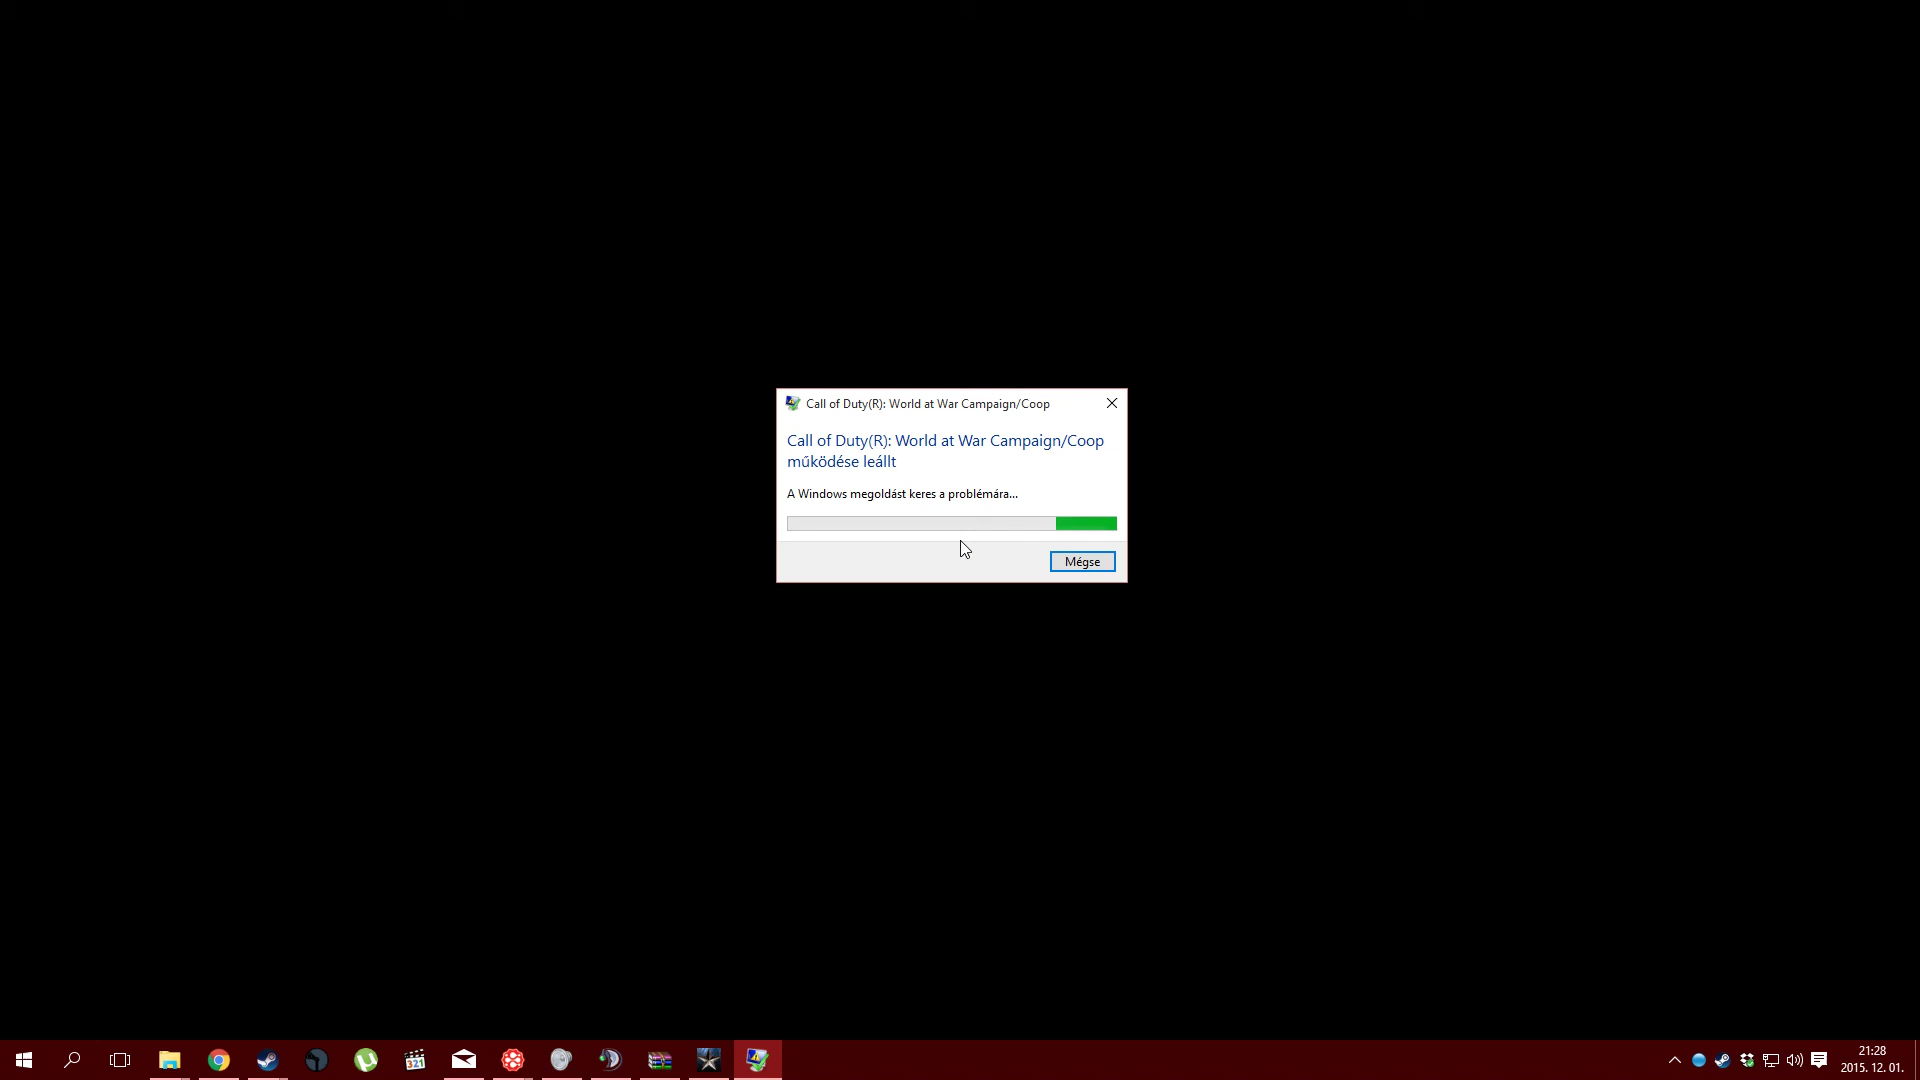 Call of Duty(R): World at War Campaign/Coop
Call of Duty(R): World at War Campaign/Coop
működése leállt
A Windows megoldást keres a problémára...
Mégse
321
21:28
2015. 12. 01.